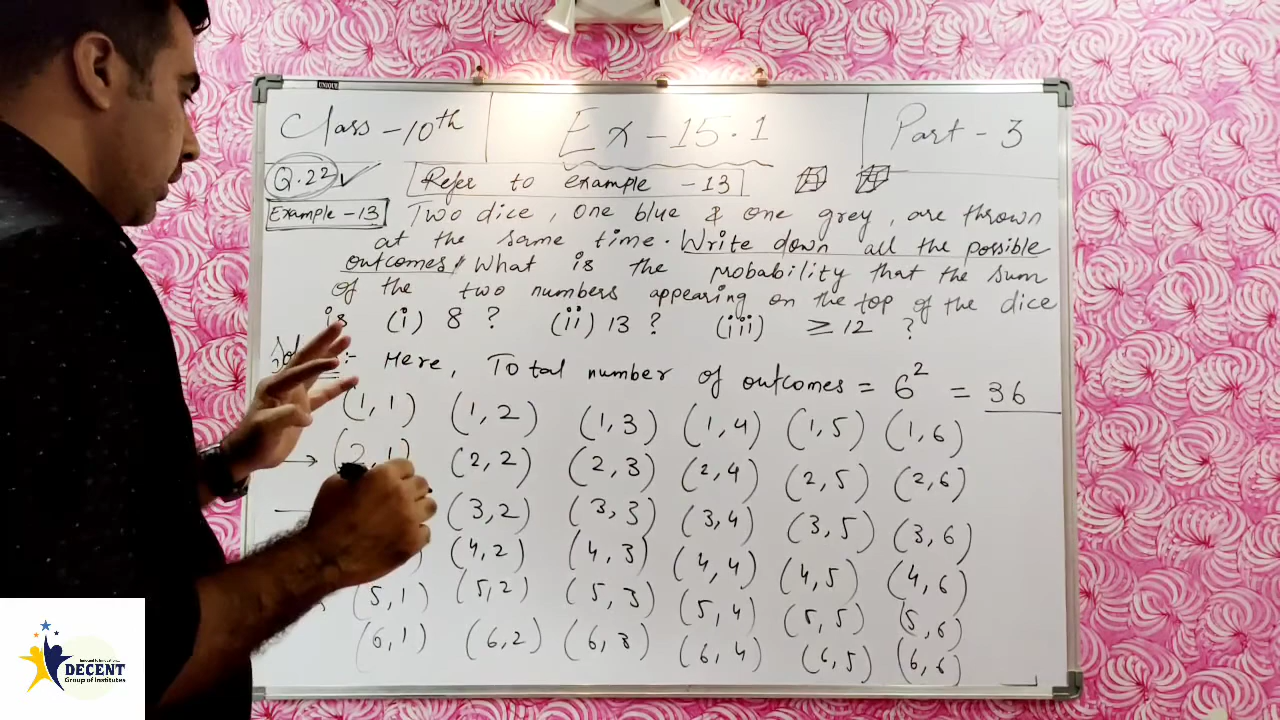 UNIQUE
Class - 10th Ex - 15.1 Part - 3
Q.22 Refer to example - 13
Example - 13 Two dice, One blue & one grey, are thrown
at the same time. Write down all the possible
outcomes. What is the probability that the sum
of the two numbers appearing on the top of the dice
is (i) 8 ? (ii) 13 ? (iii) ≥ 12 ?
:- Here, Total number of outcomes = 6² = 36
(1, 1) (1, 2) (1, 3) (1, 4) (1, 5) (1, 6)
→ (2, 1) (2, 2) (2, 3) (2, 4) (2, 5) (2, 6)
(3, 2) (3, 3) (3, 4) (3, 5) (3, 6)
(4, 2) (4, 3) (4, 4) (4, 5) (4, 6)
(5, 1) (5, 2) (5, 3) (5, 4) (5, 5) (5, 6)
(6, 1) (6, 2) (6, 3) (6, 4) (6, 5) (6, 6)
DECENT
Group of Institutes